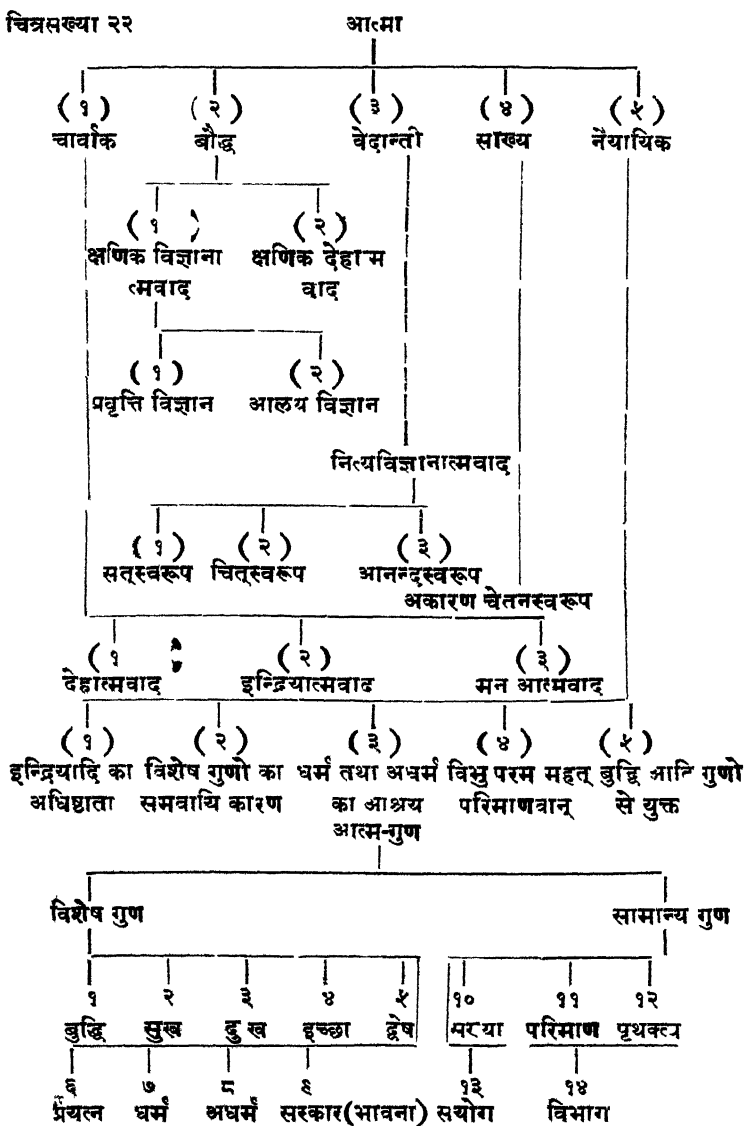 चित्रसख्या २२ आत्मा
(१) (२) (३) (४) (५)
चार्वाक बौद्ध वेदान्ती साख्य नैयायिक
(१) (२)
क्षणिक विज्ञाना क्षणिक देहात्म
त्मवाद वाद
(१) (२)
प्रवृत्ति विज्ञान आलय विज्ञान
नित्यविज्ञानात्मवाद
(१) (२) (३)
सत्स्वरूप चित्स्वरूप आनन्दस्वरूप
अकारण चेतनस्वरूप
(१) (२) (३)
देहात्मवाद इन्द्रियात्मवाद मन आत्मवाद
(१) (२) (३) (४) (५)
इन्द्रियादि का विशेष गुणो का धर्म तथा अधर्म विभु परम महत् बुद्धि आदि गुणो
अधिष्ठाता समवायि कारण का आश्रय परिमाणवान् से युक्त
आत्म-गुण
विशेष गुण सामान्य गुण
१ २ ३ ४ ५ १० ११ १२
बुद्धि सुख दुख इच्छा द्वेष सख्या परिमाण पृथक्त्व
६ ७ ८ ९ १३ १४
प्रयत्न धर्म अधर्म सस्कार(भावना) सयोग विभाग